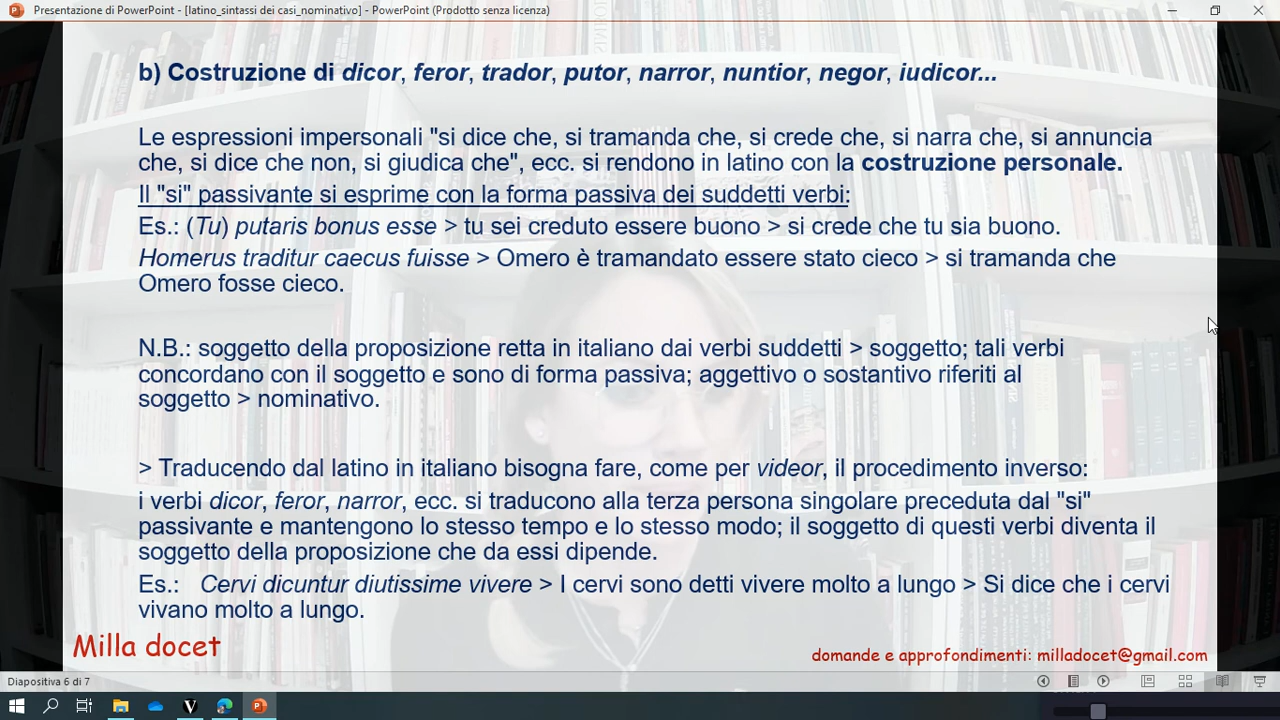 Presentazione di PowerPoint - [latino_sintassi dei casi_nominativo] - PowerPoint (Prodotto senza licenza)
b) Costruzione di dicor, feror, trador, putor, narror, nuntior, negor, iudicor...
Le espressioni impersonali "si dice che, si tramanda che, si crede che, si narra che, si annuncia
che, si dice che non, si giudica che", ecc. si rendono in latino con la costruzione personale.
Il "si" passivante si esprime con la forma passiva dei suddetti verbi:
Es.: (Tu) putaris bonus esse > tu sei creduto essere buono > si crede che tu sia buono.
Homerus traditur caecus fuisse > Omero è tramandato essere stato cieco > si tramanda che
Omero fosse cieco.
N.B.: soggetto della proposizione retta in italiano dai verbi suddetti > soggetto; tali verbi
concordano con il soggetto e sono di forma passiva; aggettivo o sostantivo riferiti al
soggetto > nominativo.
> Traducendo dal latino in italiano bisogna fare, come per videor, il procedimento inverso:
i verbi dicor, feror, narror, ecc. si traducono alla terza persona singolare preceduta dal "si"
passivante e mantengono lo stesso tempo e lo stesso modo; il soggetto di questi verbi diventa il
soggetto della proposizione che da essi dipende.
Es.: Cervi dicuntur diutissime vivere > I cervi sono detti vivere molto a lungo > Si dice che i cervi
vivano molto a lungo.
Milla docet
domande e approfondimenti: milladocet@gmail.com
Diapositiva 6 di 7